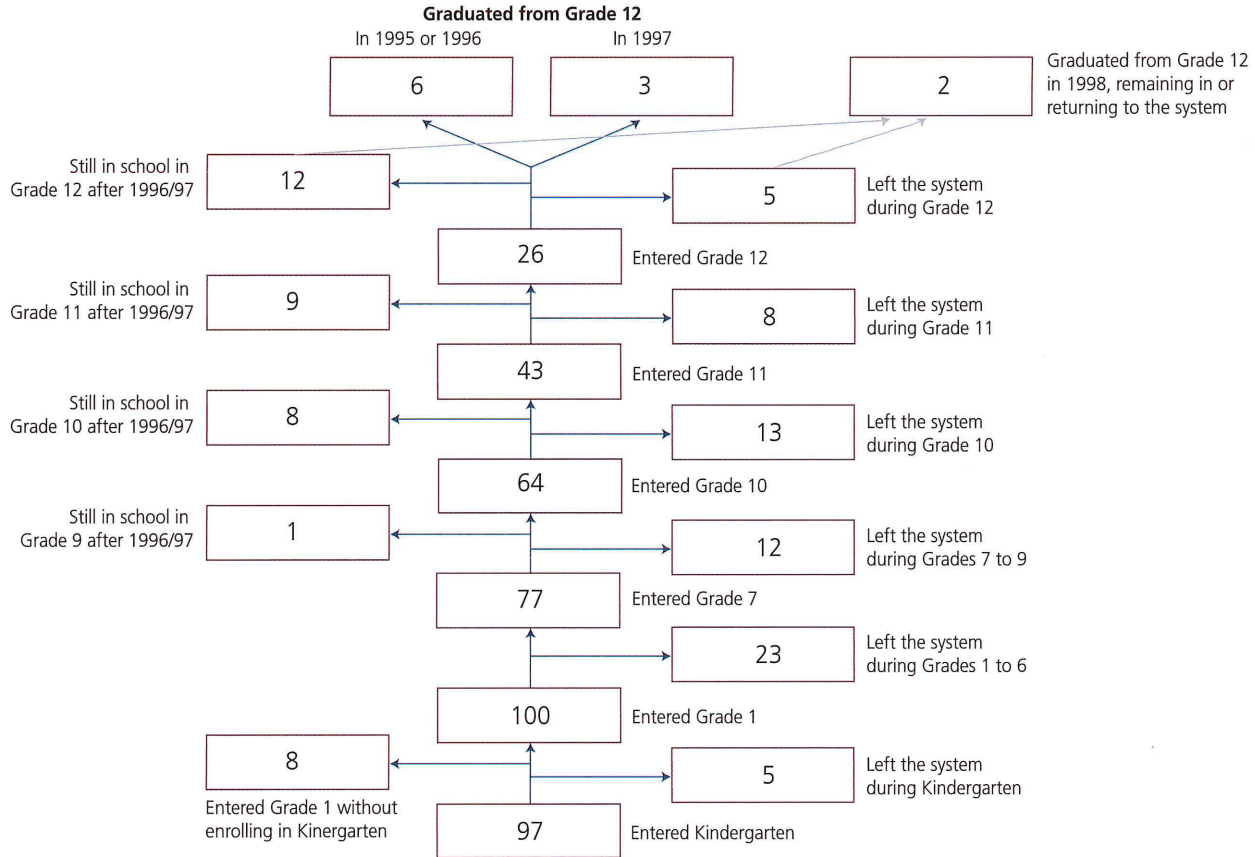 Graduated from Grade 12
In 1995 or 1996
In 1997
6
3
2
Graduated from Grade 12
in 1998, remaining in or
returning to the system
Still in school in
Grade 12 after 1996/97
12
5
Left the system
during Grade 12
26
Entered Grade 12
Still in school in
Grade 11 after 1996/97
9
8
Left the system
during Grade 11
43
Entered Grade 11
Still in school in
Grade 10 after 1996/97
8
13
Left the system
during Grade 10
64
Entered Grade 10
Still in school in
Grade 9 after 1996/97
1
12
Left the system
during Grades 7 to 9
77
Entered Grade 7
23
Left the system
during Grades 1 to 6
100
Entered Grade 1
8
Entered Grade 1 without
enrolling in Kinergarten
5
Left the system
during Kindergarten
97
Entered Kindergarten